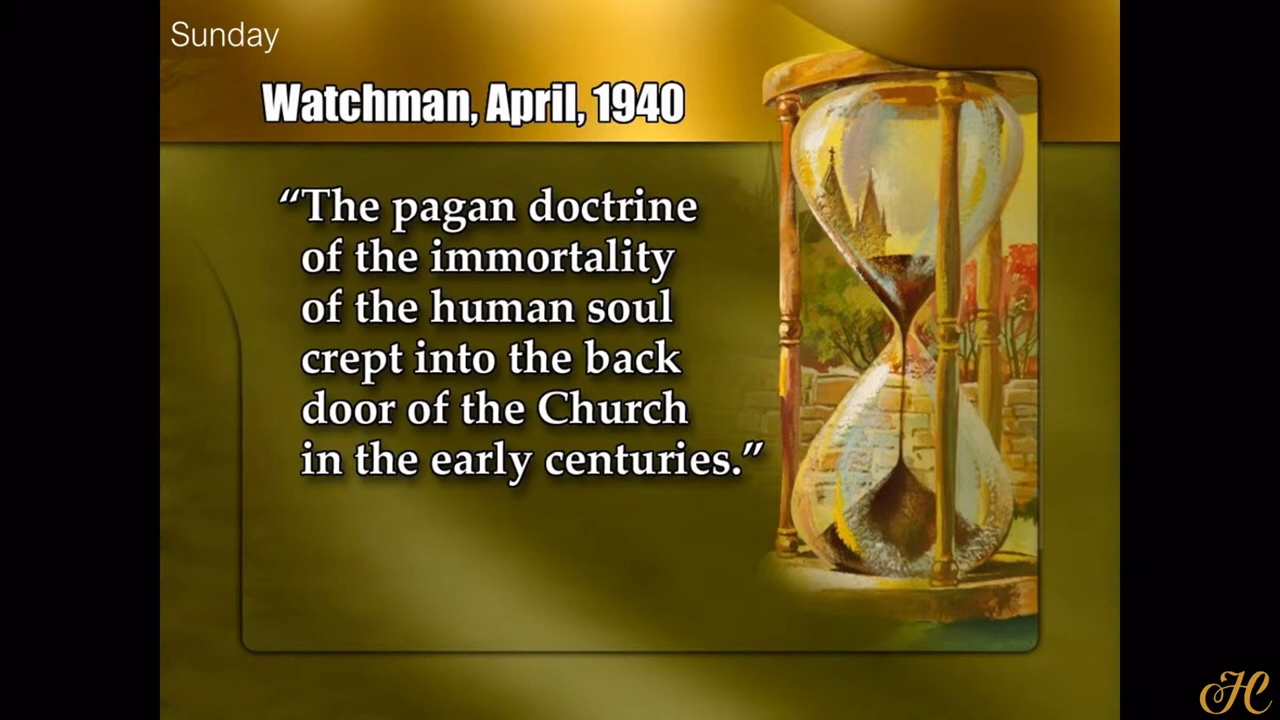 Sunday
Watchman, April, 1940
“The pagan doctrine
of the immortality
of the human soul
crept into the back
door of the Church
in the early centuries.”